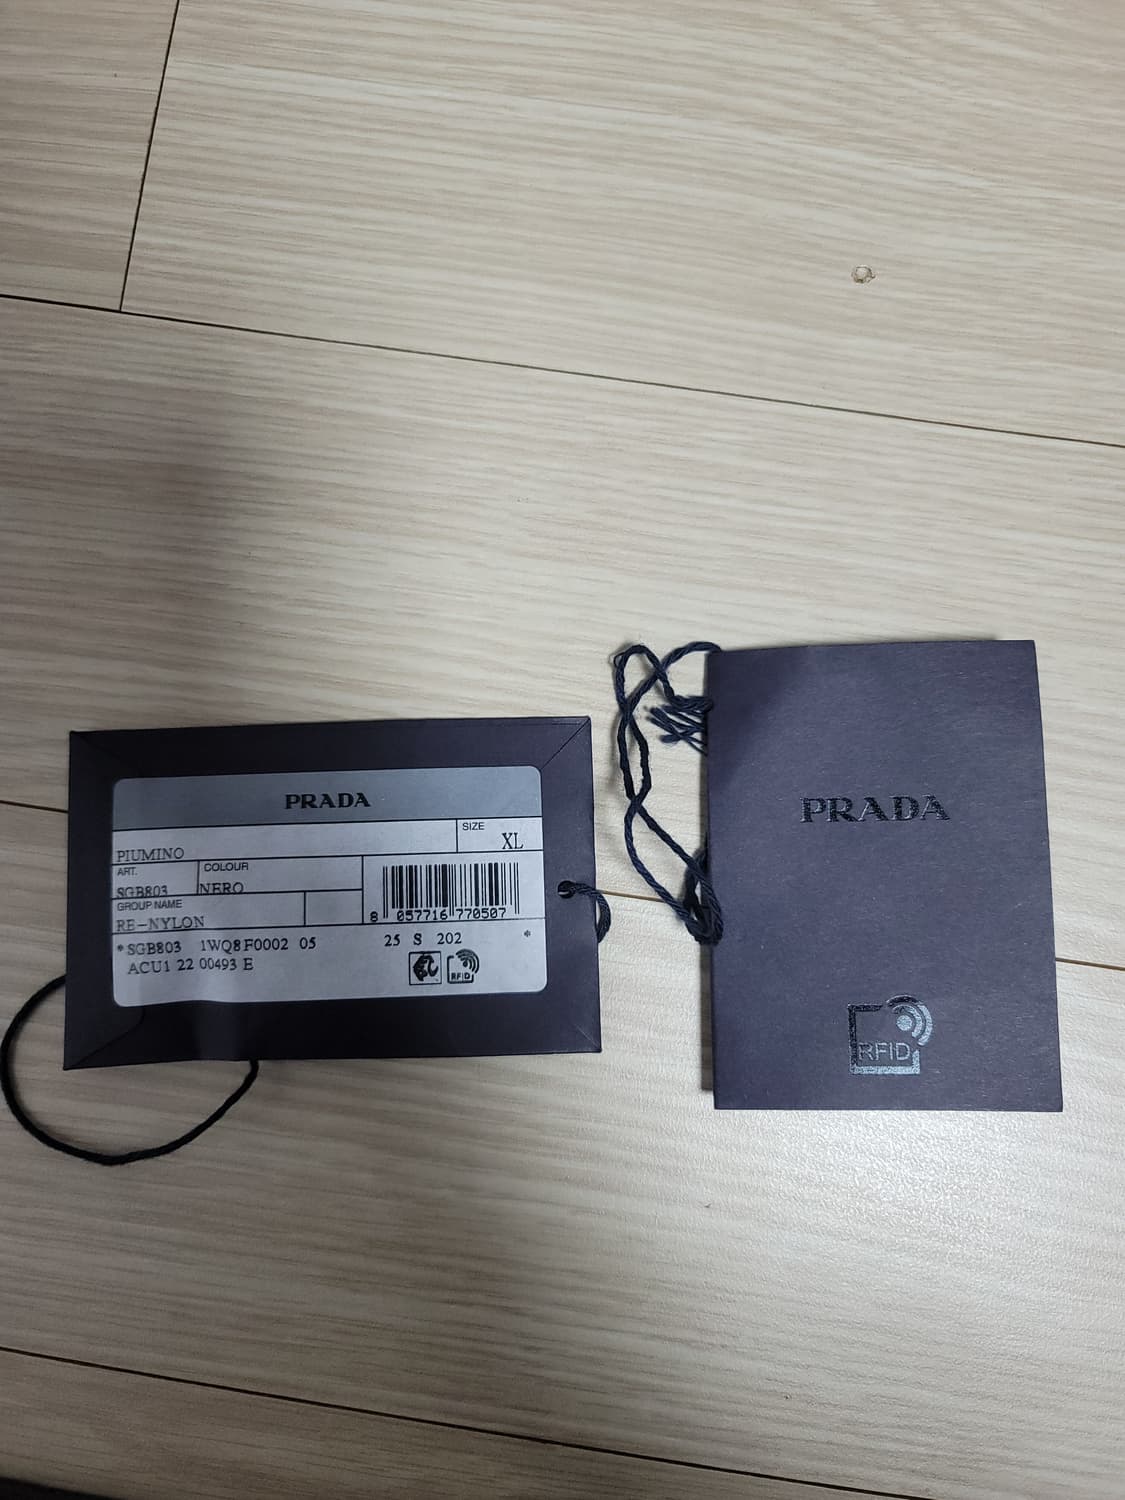 PRADA
SIZE
XL
PIUMINO
ART.
COLOUR
SGB803
NERO
GROUP NAME
RE-NYLON
8 057716 770507
* SGB803 1WQ8 F0002 05 25 S 202 *
ACU1 22 00493 E
RFID
PRADA
RFID